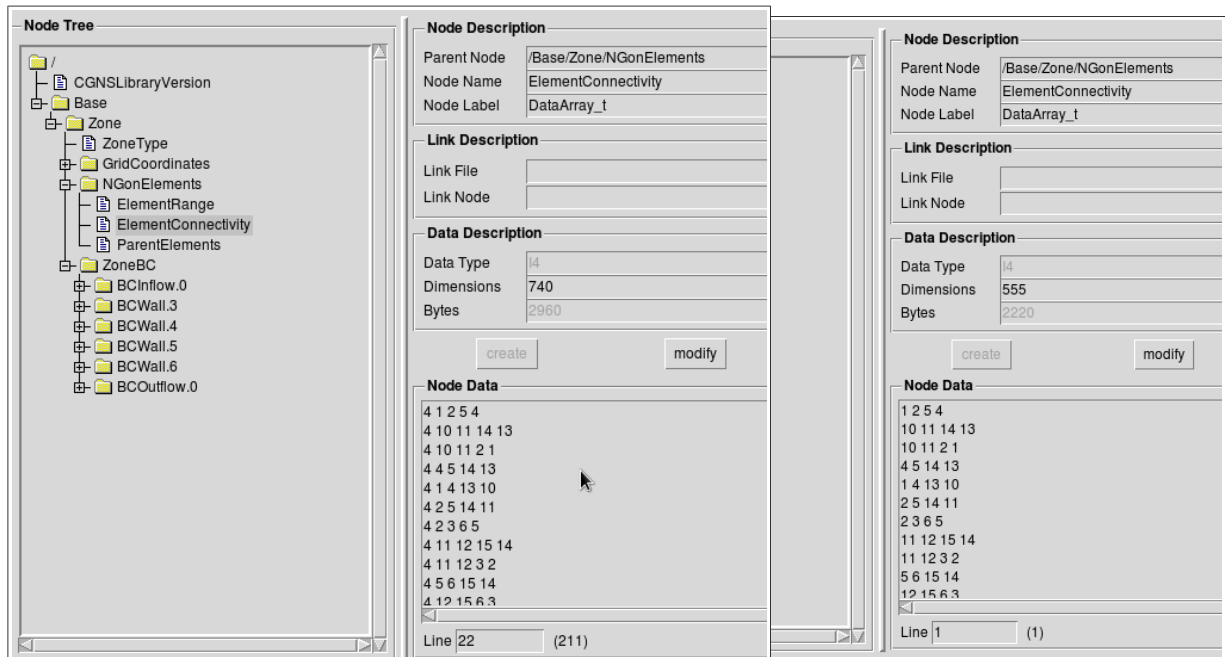 Node Tree
/
CGNSLibraryVersion
Base
Zone
ZoneType
GridCoordinates
NGonElements
ElementRange
ElementConnectivity
ParentElements
ZoneBC
BCInflow.0
BCWall.3
BCWall.4
BCWall.5
BCWall.6
BCOutflow.0
Node Description
Parent Node /Base/Zone/NGonElements
Node Name ElementConnectivity
Node Label DataArray_t
Link Description
Link File
Link Node
Data Description
Data Type I4
Dimensions 740
Bytes 2960
create modify
Node Data
4 1 2 5 4
4 10 11 14 13
4 10 11 2 1
4 4 5 14 13
4 1 4 13 10
4 2 5 14 11
4 2 3 6 5
4 11 12 15 14
4 11 12 3 2
4 5 6 15 14
4 12 15 6 3
Line 22 (211)
Node Description
Parent Node /Base/Zone/NGonElements
Node Name ElementConnectivity
Node Label DataArray_t
Link Description
Link File
Link Node
Data Description
Data Type I4
Dimensions 555
Bytes 2220
create modify
Node Data
1 2 5 4
10 11 14 13
10 11 2 1
4 5 14 13
1 4 13 10
2 5 14 11
2 3 6 5
11 12 15 14
11 12 3 2
5 6 15 14
12 15 6 3
Line 1 (1)